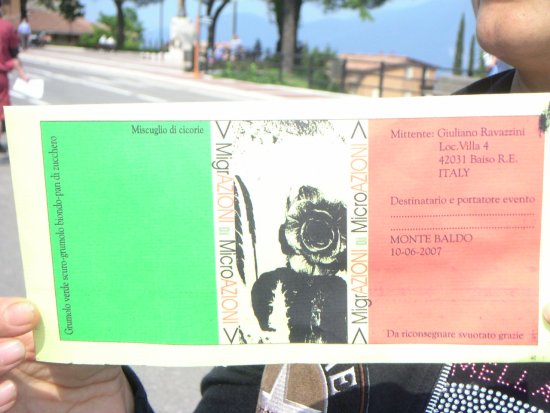 Miscuglio di cicorie
Grumolo verde scuro-grumolo biondo-pan di zucchero
> MigrAZIONI DI MicroAZIONI >
> MigrAZIONI DI MicroAZIONI >
Mittente: Giuliano Ravazzini
Loc.Villa 4
42031 Baiso R.E.
ITALY
Destinatario e portatore evento
MONTE BALDO
10-06-2007
Da riconsegnare svuotato grazie
MELLA